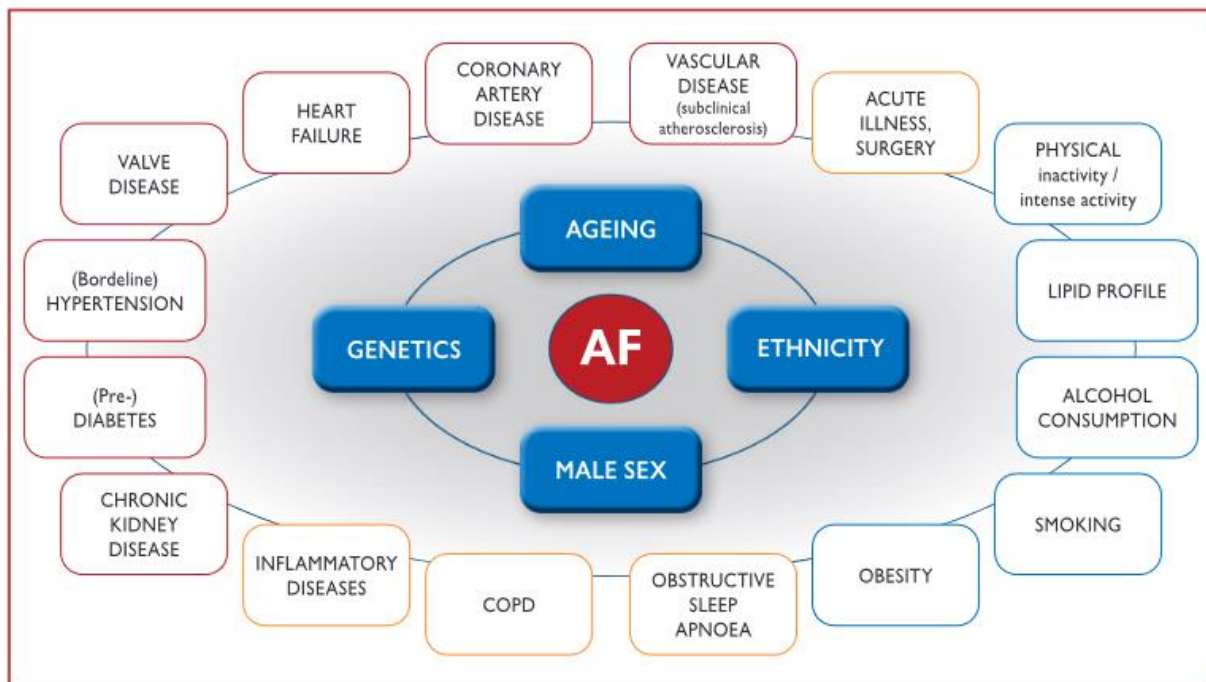 CORONARY
ARTERY
DISEASE
VASCULAR
DISEASE
(subclinical
atherosclerosis)
HEART
FAILURE
ACUTE
ILLNESS,
SURGERY
VALVE
DISEASE
PHYSICAL
inactivity /
intense activity
AGEING
(Bordeline)
HYPERTENSION
LIPID PROFILE
GENETICS
AF
ETHNICITY
(Pre-)
DIABETES
ALCOHOL
CONSUMPTION
MALE SEX
CHRONIC
KIDNEY
DISEASE
SMOKING
INFLAMMATORY
DISEASES
COPD
OBSTRUCTIVE
SLEEP
APNOEA
OBESITY